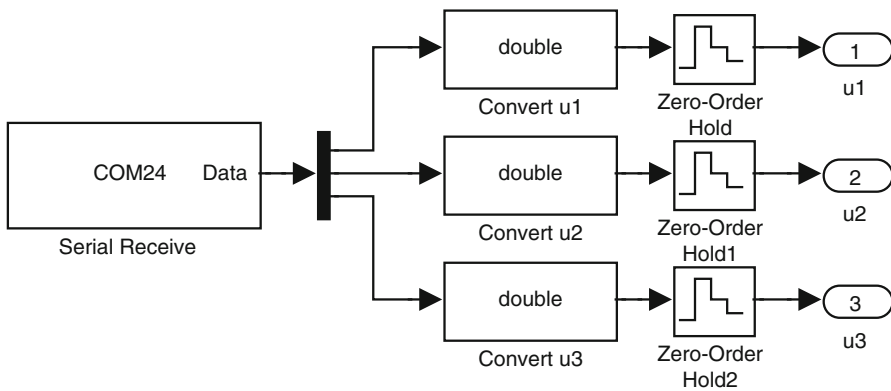 double
1
Convert u1
Zero-Order
Hold
u1
COM24 Data
Serial Receive
double
2
Convert u2
Zero-Order
Hold1
u2
double
3
Convert u3
Zero-Order
Hold2
u3